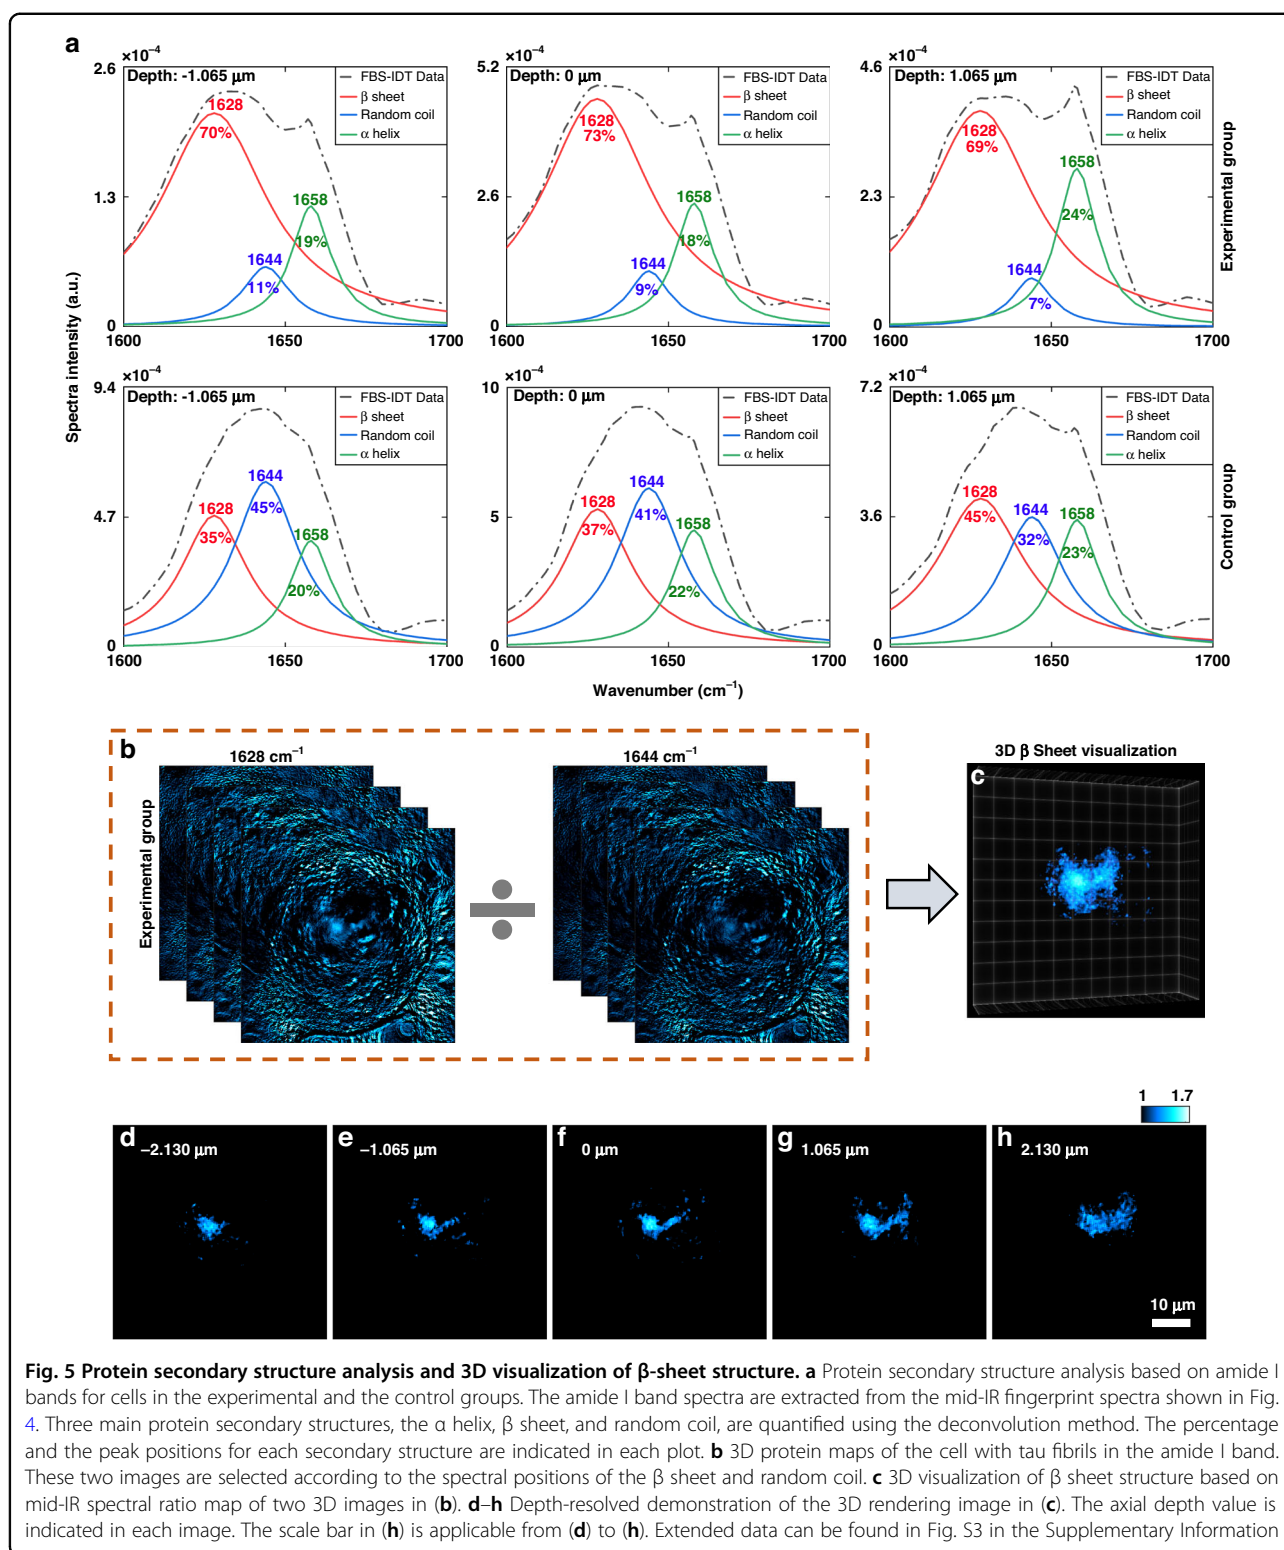 a
×10⁻⁴
2.6
1.3
0
Depth: -1.065 µm
FBS-IDT Data
β sheet
Random coil
α helix
1628
70%
1658
19%
1644
11%
1600
1650
1700
×10⁻⁴
5.2
2.6
0
Depth: 0 µm
FBS-IDT Data
β sheet
Random coil
α helix
1628
73%
1658
18%
1644
9%
1600
1650
1700
×10⁻⁴
4.6
2.3
0
Depth: 1.065 µm
FBS-IDT Data
β sheet
Random coil
α helix
1628
69%
1658
24%
1644
7%
1600
1650
1700
Experimental group
Spectra intensity (a.u.)
×10⁻⁴
9.4
4.7
0
Depth: -1.065 µm
FBS-IDT Data
β sheet
Random coil
α helix
1628
35%
1644
45%
1658
20%
1600
1650
1700
×10⁻⁴
10
5
0
Depth: 0 µm
FBS-IDT Data
β sheet
Random coil
α helix
1628
37%
1644
41%
1658
22%
1600
1650
1700
×10⁻⁴
7.2
3.6
0
Depth: 1.065 µm
FBS-IDT Data
β sheet
Random coil
α helix
1628
45%
1644
32%
1658
23%
1600
1650
1700
Control group
Wavenumber (cm⁻¹)
b
1628 cm⁻¹
1644 cm⁻¹
Experimental group
3D β Sheet visualization
c
1 1.7
d
−2.130 µm
e
−1.065 µm
f
0 µm
g
1.065 µm
h
2.130 µm
10 µm
Fig. 5 Protein secondary structure analysis and 3D visualization of β-sheet structure. a Protein secondary structure analysis based on amide I
bands for cells in the experimental and the control groups. The amide I band spectra are extracted from the mid-IR fingerprint spectra shown in Fig.
4. Three main protein secondary structures, the α helix, β sheet, and random coil, are quantified using the deconvolution method. The percentage
and the peak positions for each secondary structure are indicated in each plot. b 3D protein maps of the cell with tau fibrils in the amide I band.
These two images are selected according to the spectral positions of the β sheet and random coil. c 3D visualization of β sheet structure based on
mid-IR spectral ratio map of two 3D images in (b). d–h Depth-resolved demonstration of the 3D rendering image in (c). The axial depth value is
indicated in each image. The scale bar in (h) is applicable from (d) to (h). Extended data can be found in Fig. S3 in the Supplementary Information